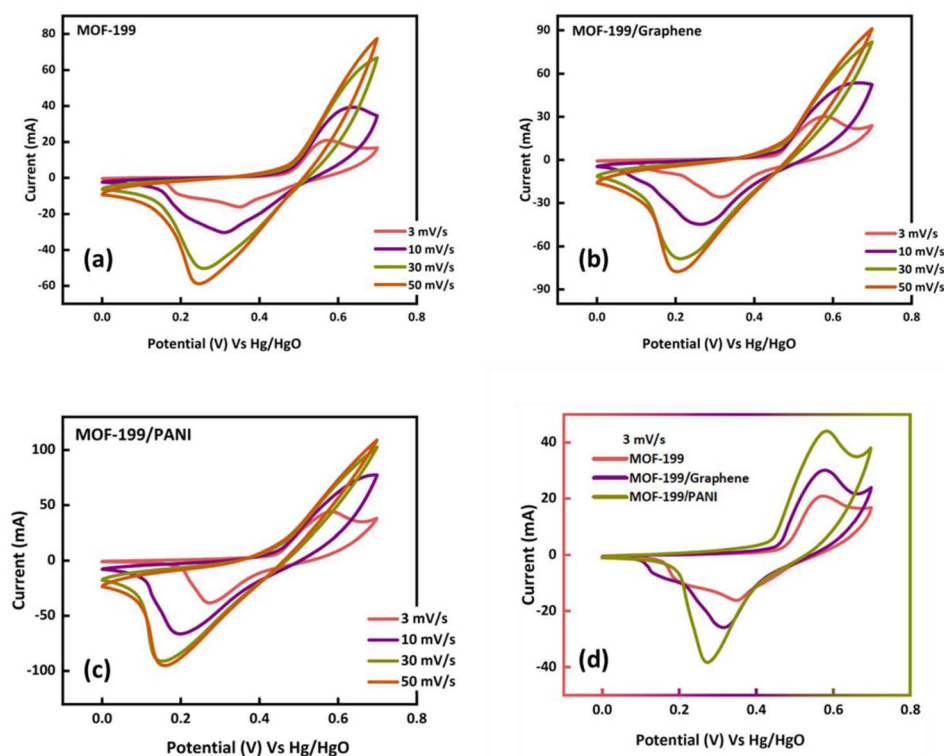 MOF-199
80
60
40
20
0
-20
-40
-60
Current (mA)
(a)
3 mV/s
10 mV/s
30 mV/s
50 mV/s
0.0 0.2 0.4 0.6 0.8
Potential (V) Vs Hg/HgO
MOF-199/Graphene
90
60
30
0
-30
-60
-90
Current (mA)
(b)
3 mV/s
10 mV/s
30 mV/s
50 mV/s
0.0 0.2 0.4 0.6 0.8
Potential (V) Vs Hg/HgO
MOF-199/PANI
100
50
0
-50
-100
Current (mA)
(c)
3 mV/s
10 mV/s
30 mV/s
50 mV/s
0.0 0.2 0.4 0.6 0.8
Potential (V) Vs Hg/HgO
3 mV/s
MOF-199
MOF-199/Graphene
MOF-199/PANI
40
20
0
-20
-40
Current (mA)
(d)
0.0 0.2 0.4 0.6 0.8
Potential (V) Vs Hg/HgO